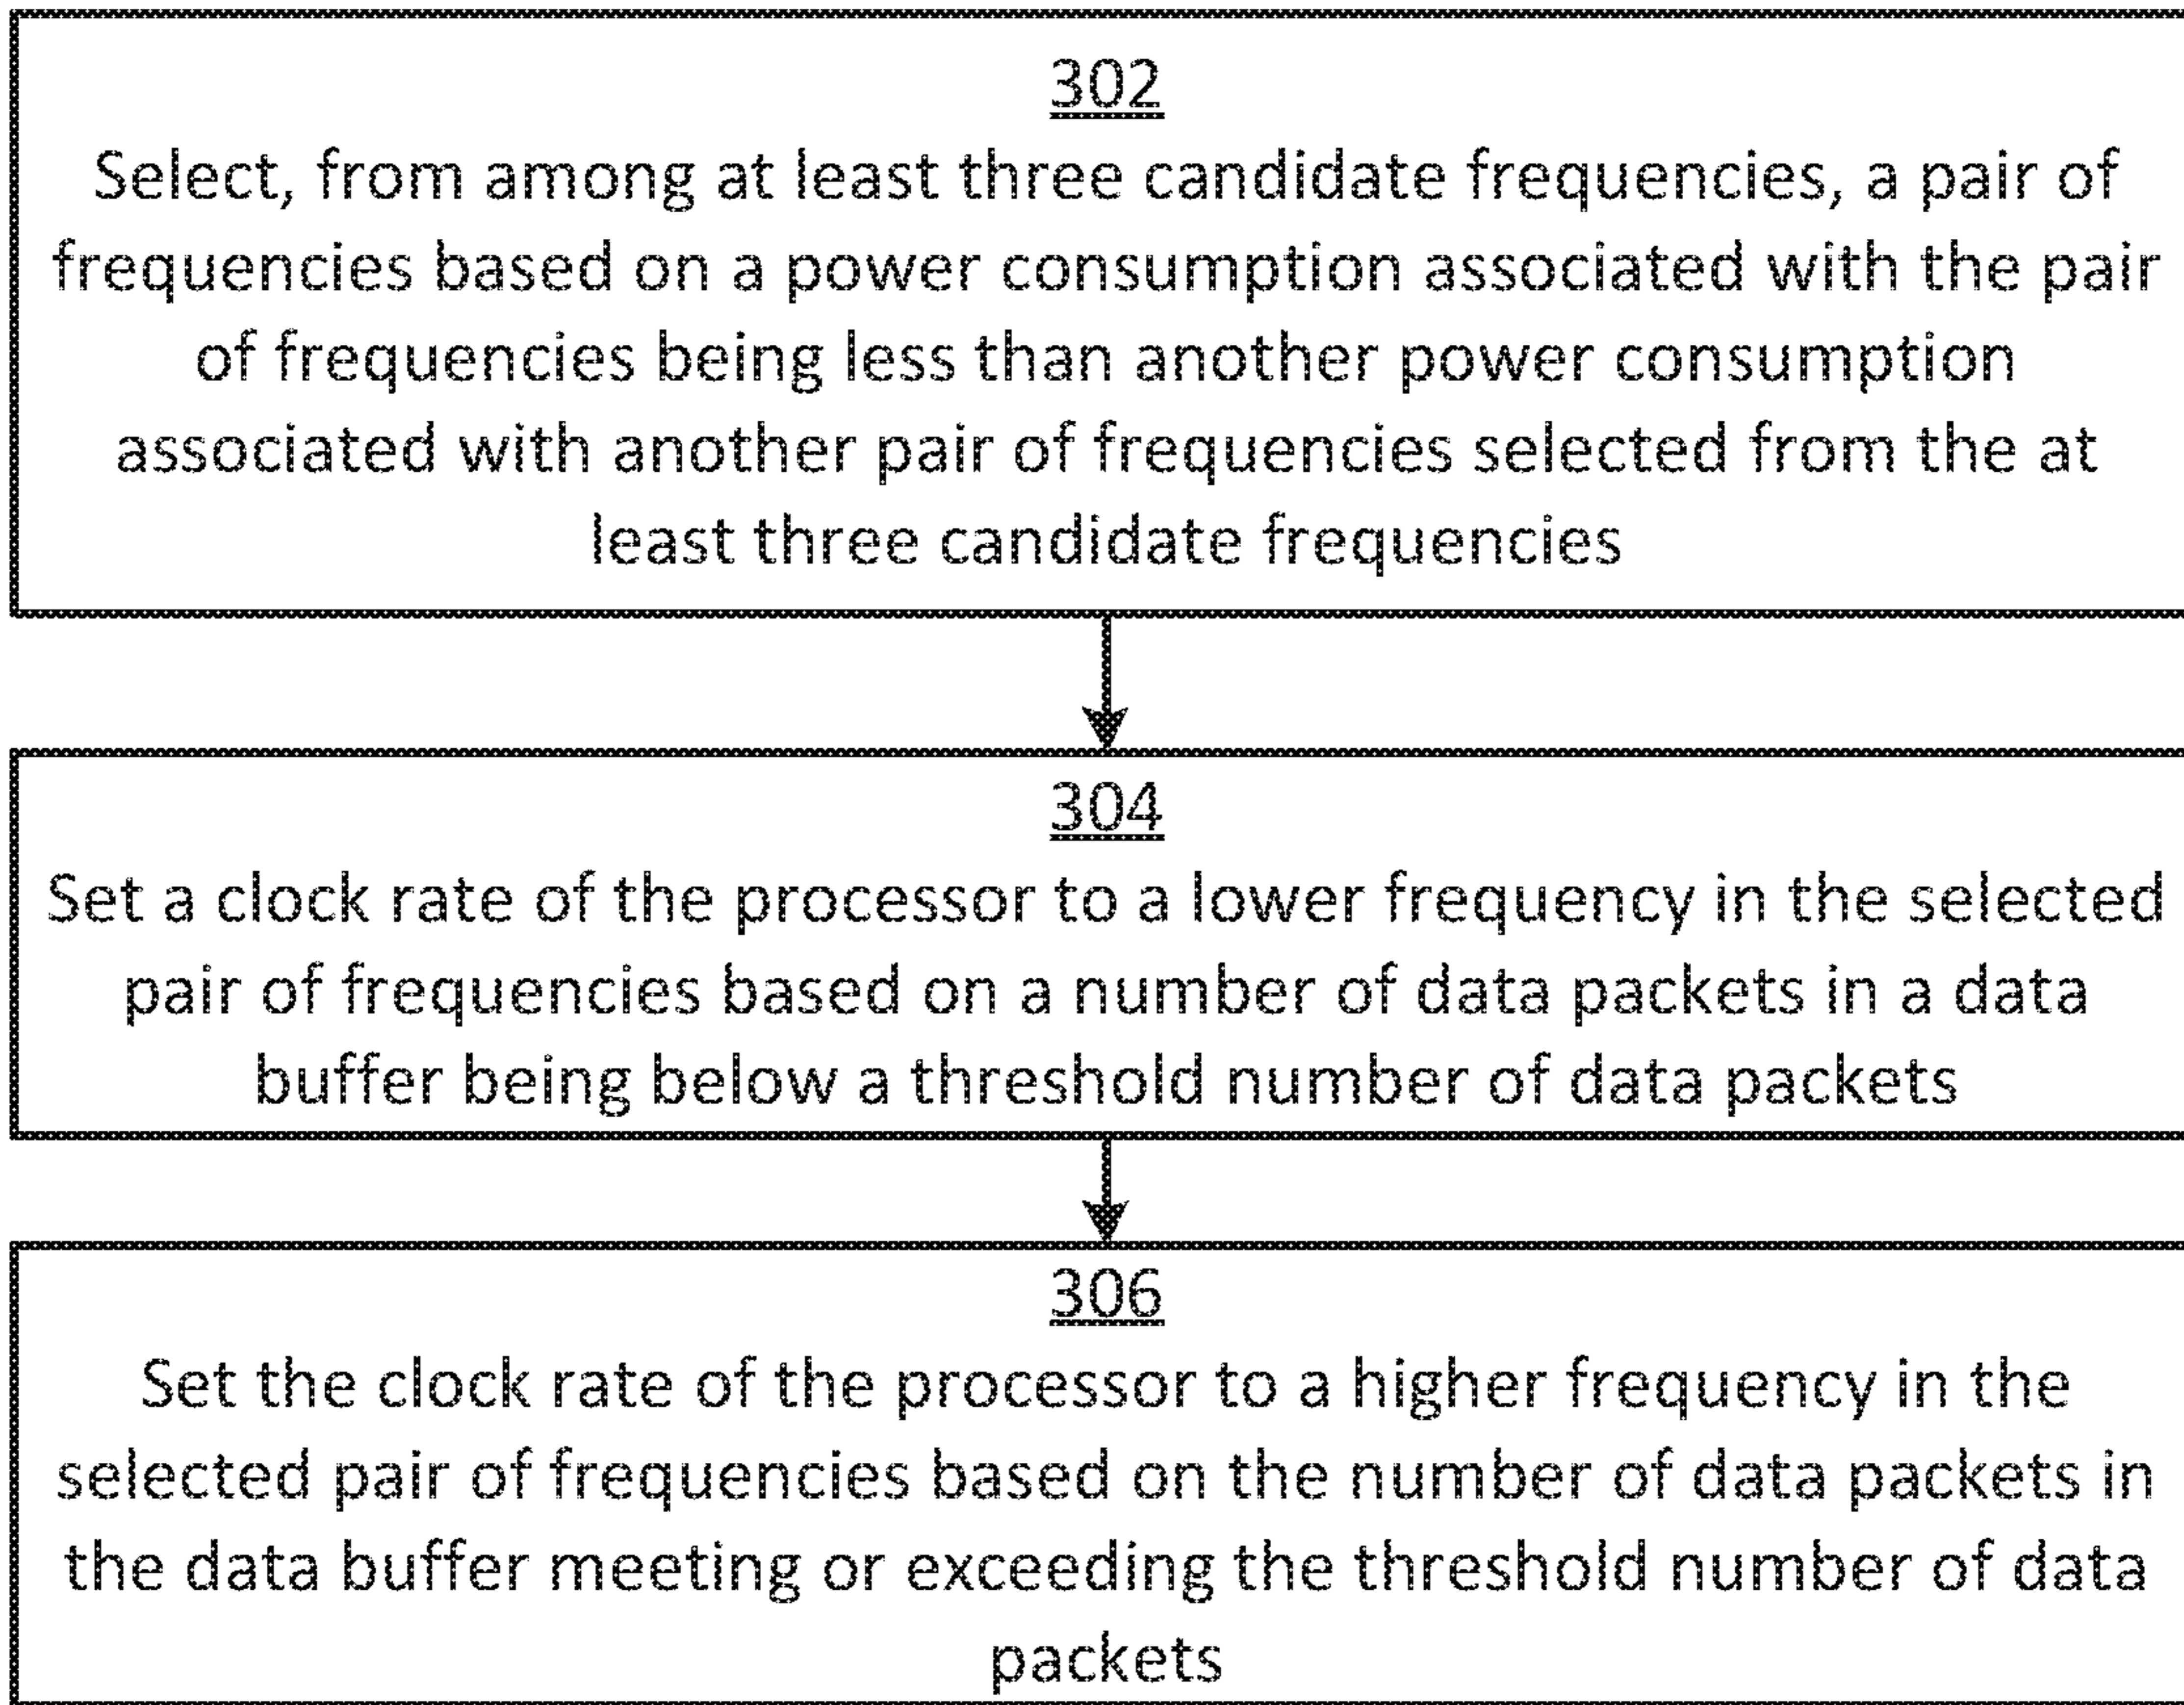 302
Select, from among at least three candidate frequencies, a pair of
frequencies based on a power consumption associated with the pair
of frequencies being less than another power consumption
associated with another pair of frequencies selected from the at
least three candidate frequencies
304
Set a clock rate of the processor to a lower frequency in the selected
pair of frequencies based on a number of data packets in a data
buffer being below a threshold number of data packets
306
Set the clock rate of the processor to a higher frequency in the
selected pair of frequencies based on the number of data packets in
the data buffer meeting or exceeding the threshold number of data
packets